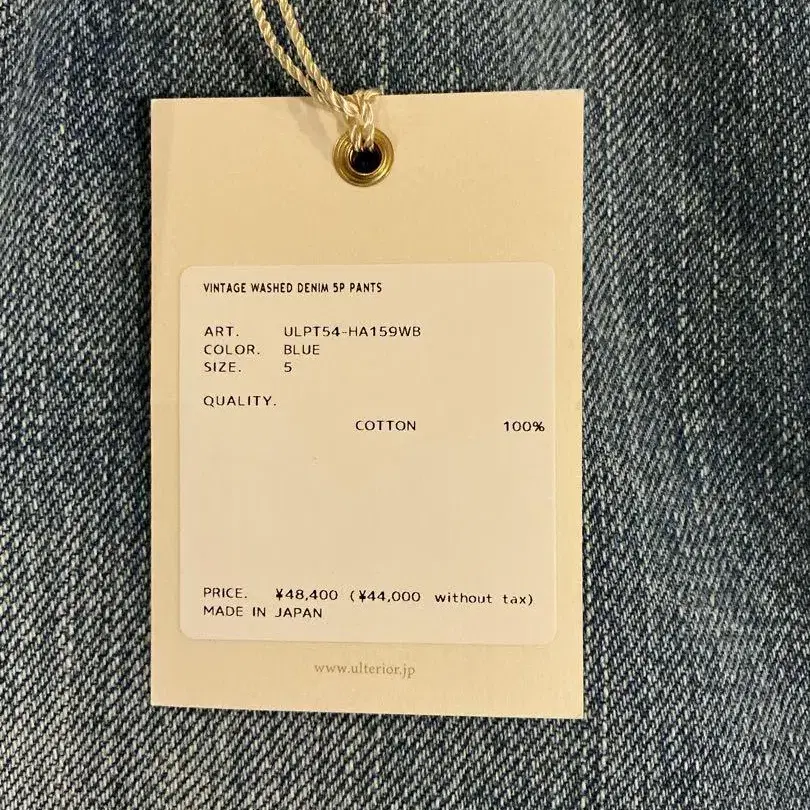 VINTAGE WASHED DENIM 5P PANTS
ART. ULPT54-HA159WB
COLOR. BLUE
SIZE. 5
QUALITY.
COTTON 100%
PRICE. ¥48,400 (¥44,000 without tax)
MADE IN JAPAN
www.ulterior.jp